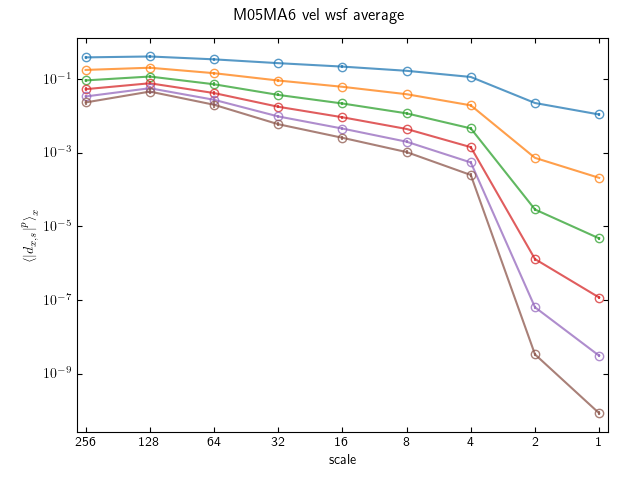 M05MA6 vel wsf average
10⁻¹
10⁻³
10⁻⁵
10⁻⁷
10⁻⁹
⟨|d_{x,s}|^p⟩_x
256 128 64 32 16 8 4 2 1
scale